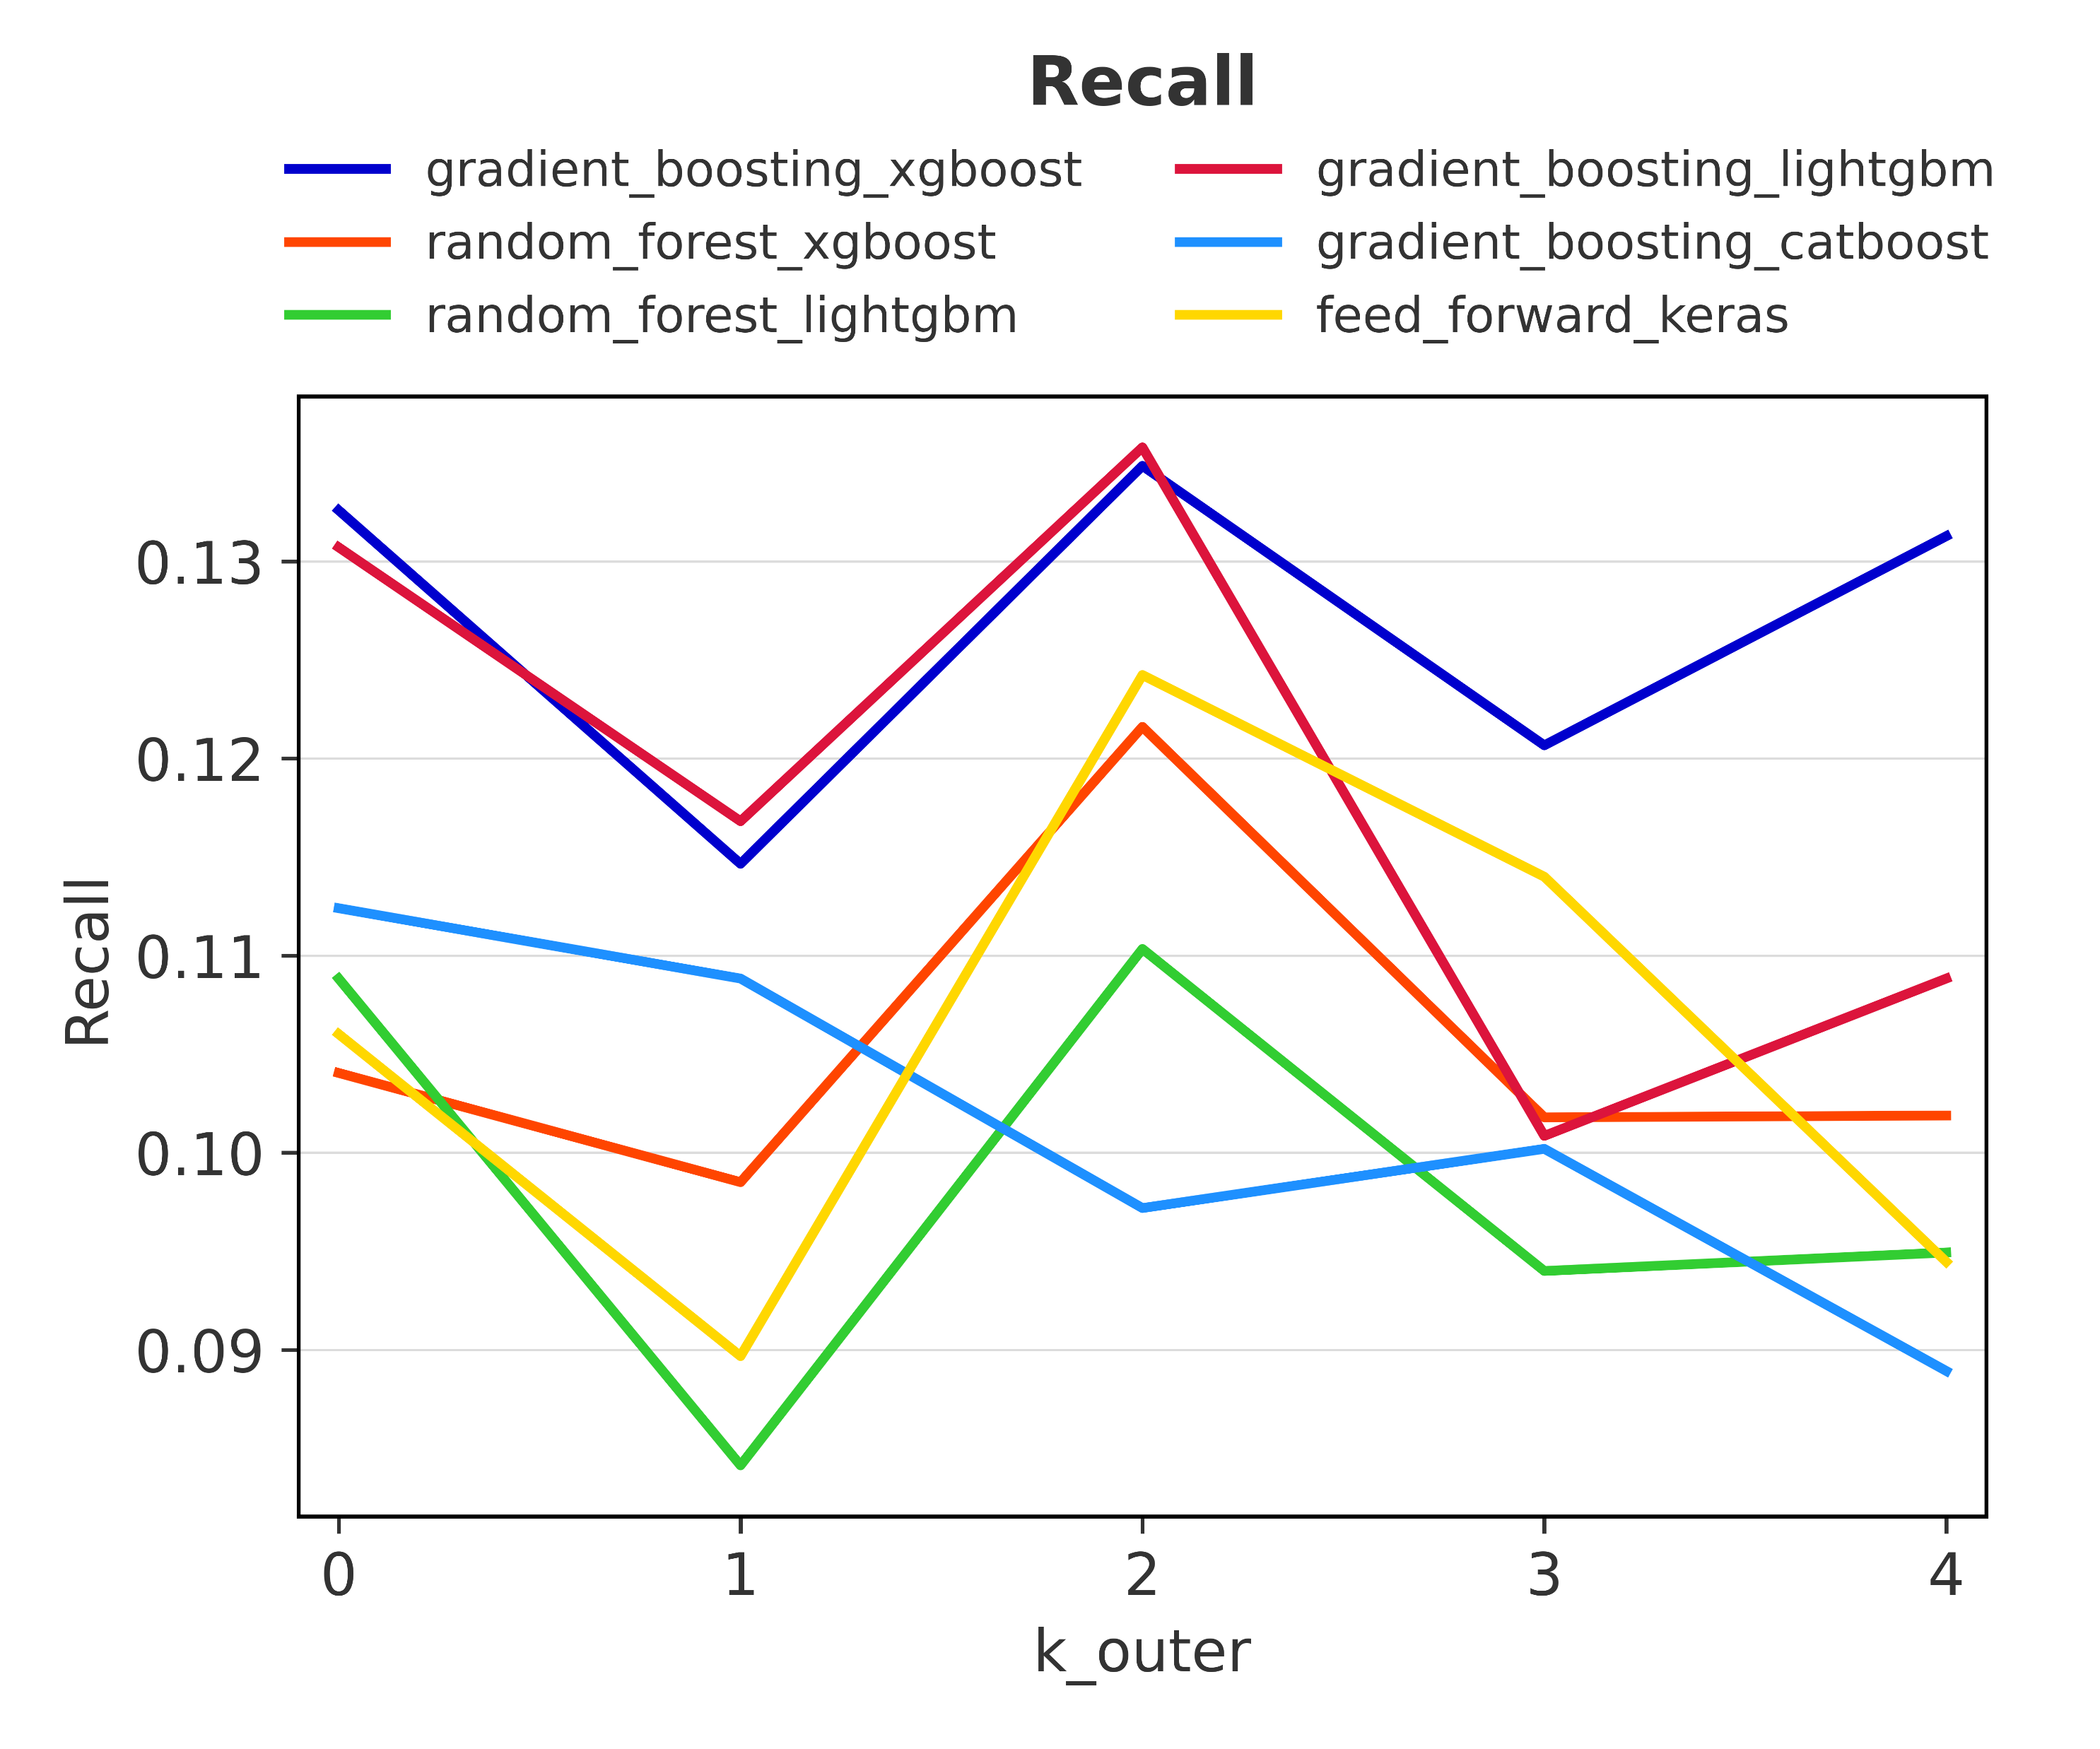 Recall
gradient_boosting_xgboost
random_forest_xgboost
random_forest_lightgbm
gradient_boosting_lightgbm
gradient_boosting_catboost
feed_forward_keras
Recall
0.13
0.12
0.11
0.10
0.09
0 1 2 3 4
k_outer